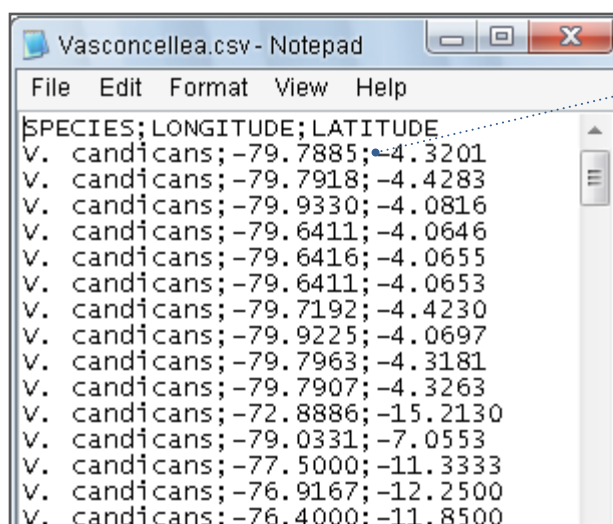 Vasconcellea.csv - Notepad
File Edit Format View Help
SPECIES;LONGITUDE;LATITUDE
V. candicans;-79.7885;-4.3201
V. candicans;-79.7918;-4.4283
V. candicans;-79.9330;-4.0816
V. candicans;-79.6411;-4.0646
V. candicans;-79.6416;-4.0655
V. candicans;-79.6411;-4.0653
V. candicans;-79.7192;-4.4230
V. candicans;-79.9225;-4.0697
V. candicans;-79.7963;-4.3181
V. candicans;-79.7907;-4.3263
V. candicans;-72.8886;-15.2130
V. candicans;-79.0331;-7.0553
V. candicans;-77.5000;-11.3333
V. candicans;-76.9167;-12.2500
V. candicans;-76.4000;-11.8500